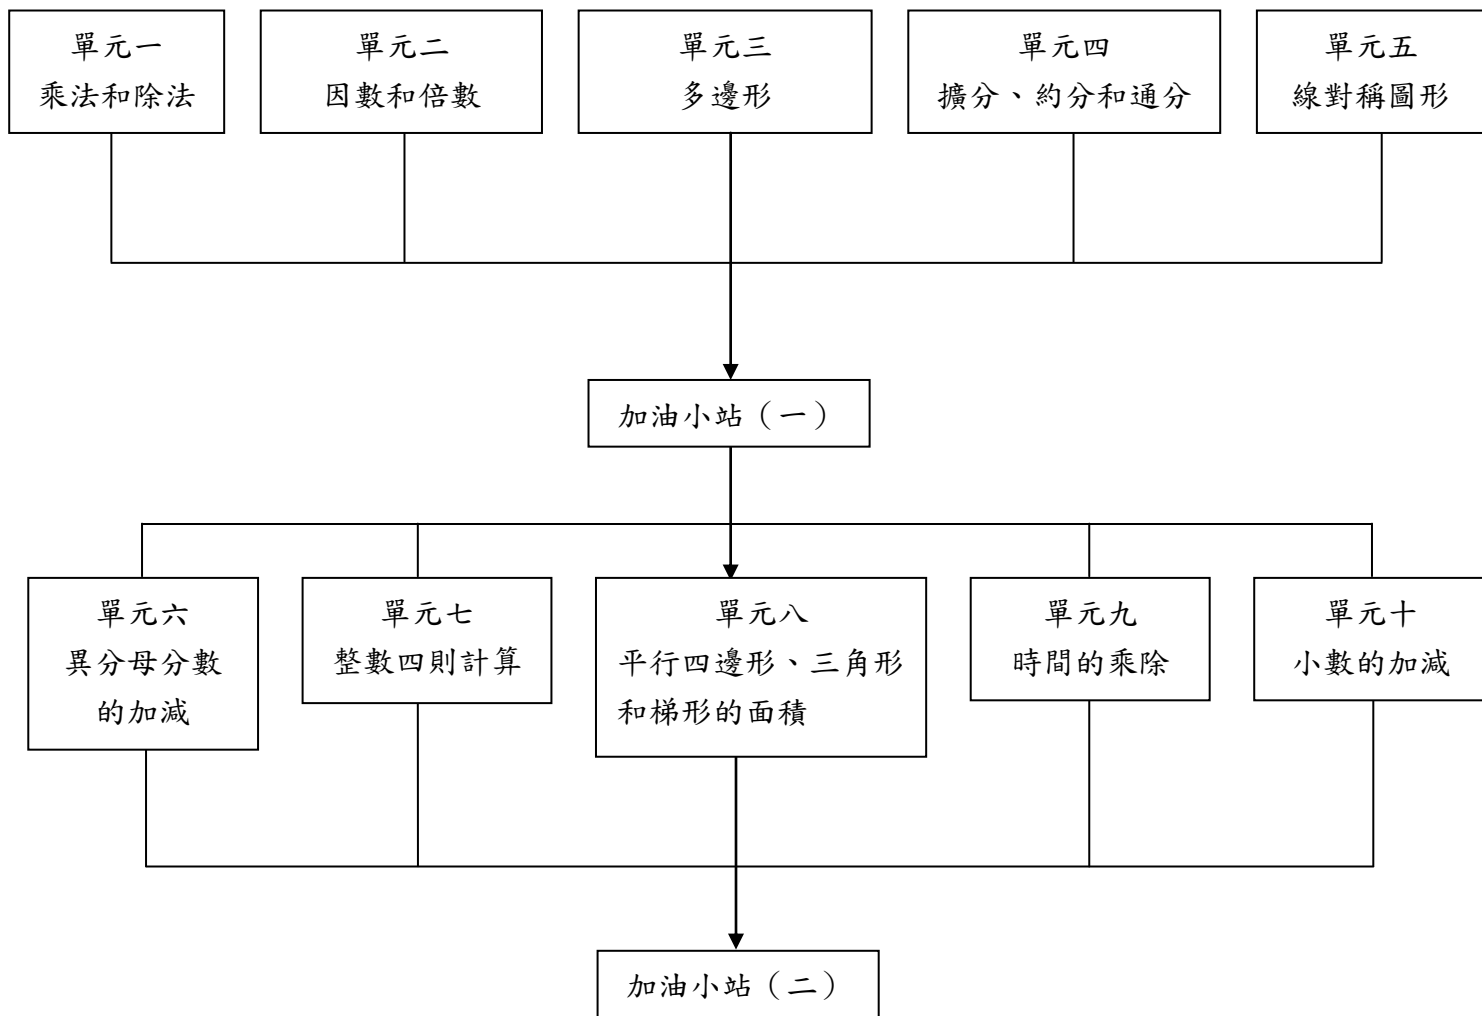 單元一
乘法和除法
單元二
因數和倍數
單元三
多邊形
單元四
擴分、約分和通分
單元五
線對稱圖形
加油小站（一）
單元六
異分母分數
的加減
單元七
整數四則計算
單元八
平行四邊形、三角形
和梯形的面積
單元九
時間的乘除
單元十
小數的加減
加油小站（二）